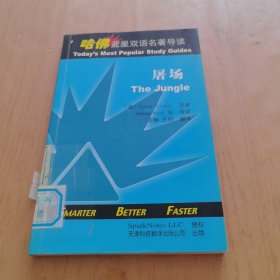 哈佛蓝星双语名著导读
Today's Most Popular Study Guides
屠场
The Jungle
SMARTER BETTER FASTER
SparkNotes LLC 授权
天津科技翻译出版公司 出版